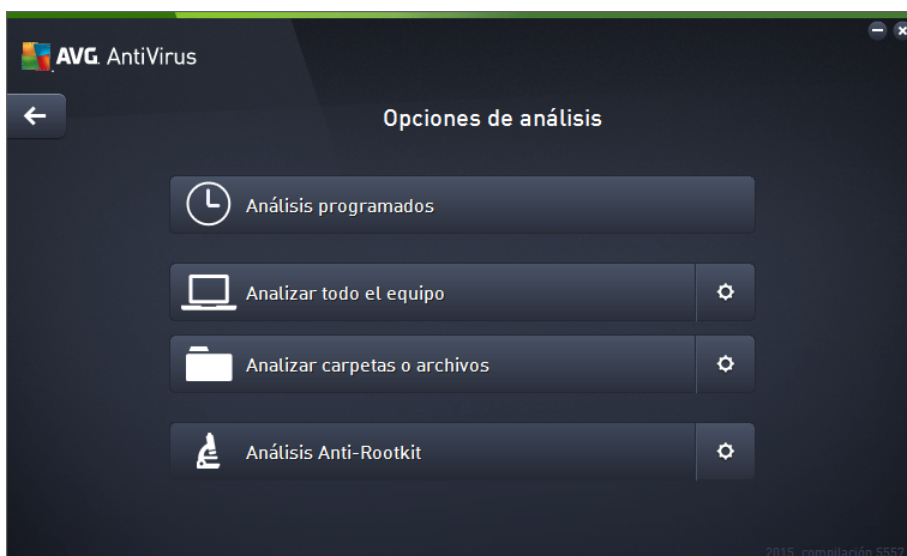 AVG. AntiVirus
Opciones de análisis
Análisis programados
Analizar todo el equipo
Analizar carpetas o archivos
Análisis Anti-Rootkit
2015, compilación 5557